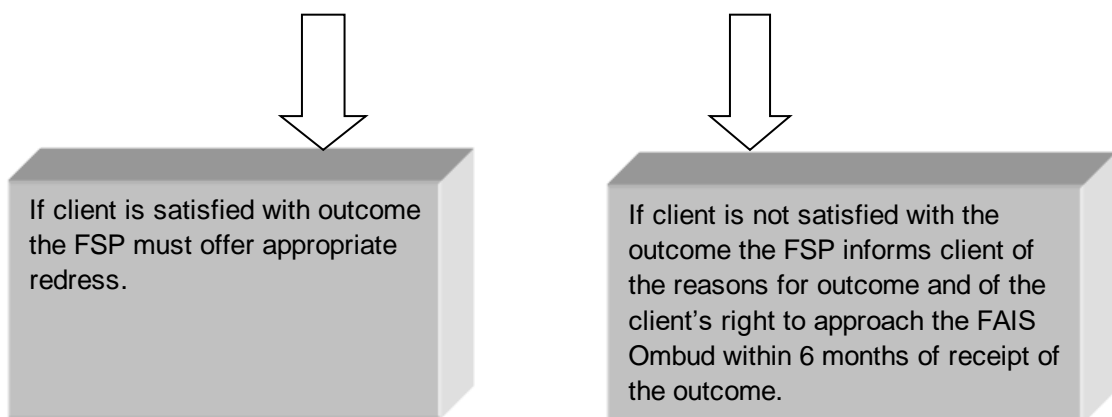 If client is satisfied with outcome
the FSP must offer appropriate
redress.
If client is not satisfied with the
outcome the FSP informs client of
the reasons for outcome and of the
client’s right to approach the FAIS
Ombud within 6 months of receipt of
the outcome.